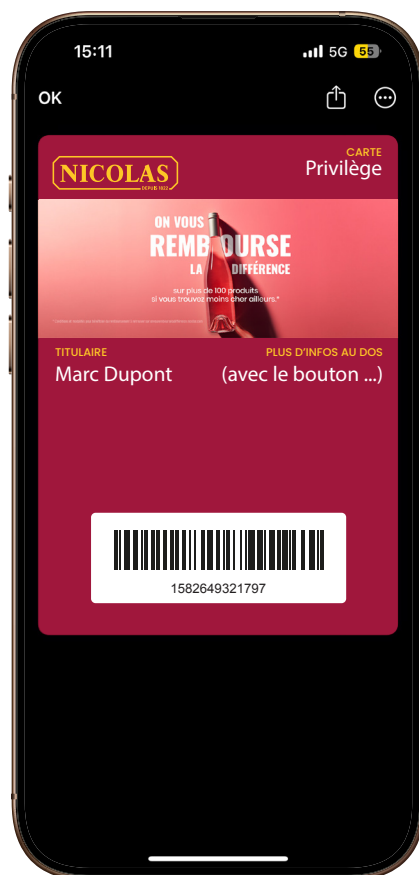 15:11
5G 55
OK
CARTE
NICOLAS
Privilège
DEPUIS 1822
ON VOUS
REMBOURSE
LA DIFFÉRENCE
sur plus de 100 produits
si vous trouvez moins cher ailleurs.*
TITULAIRE
PLUS D'INFOS AU DOS
Marc Dupont
(avec le bouton ...)
1582649321797